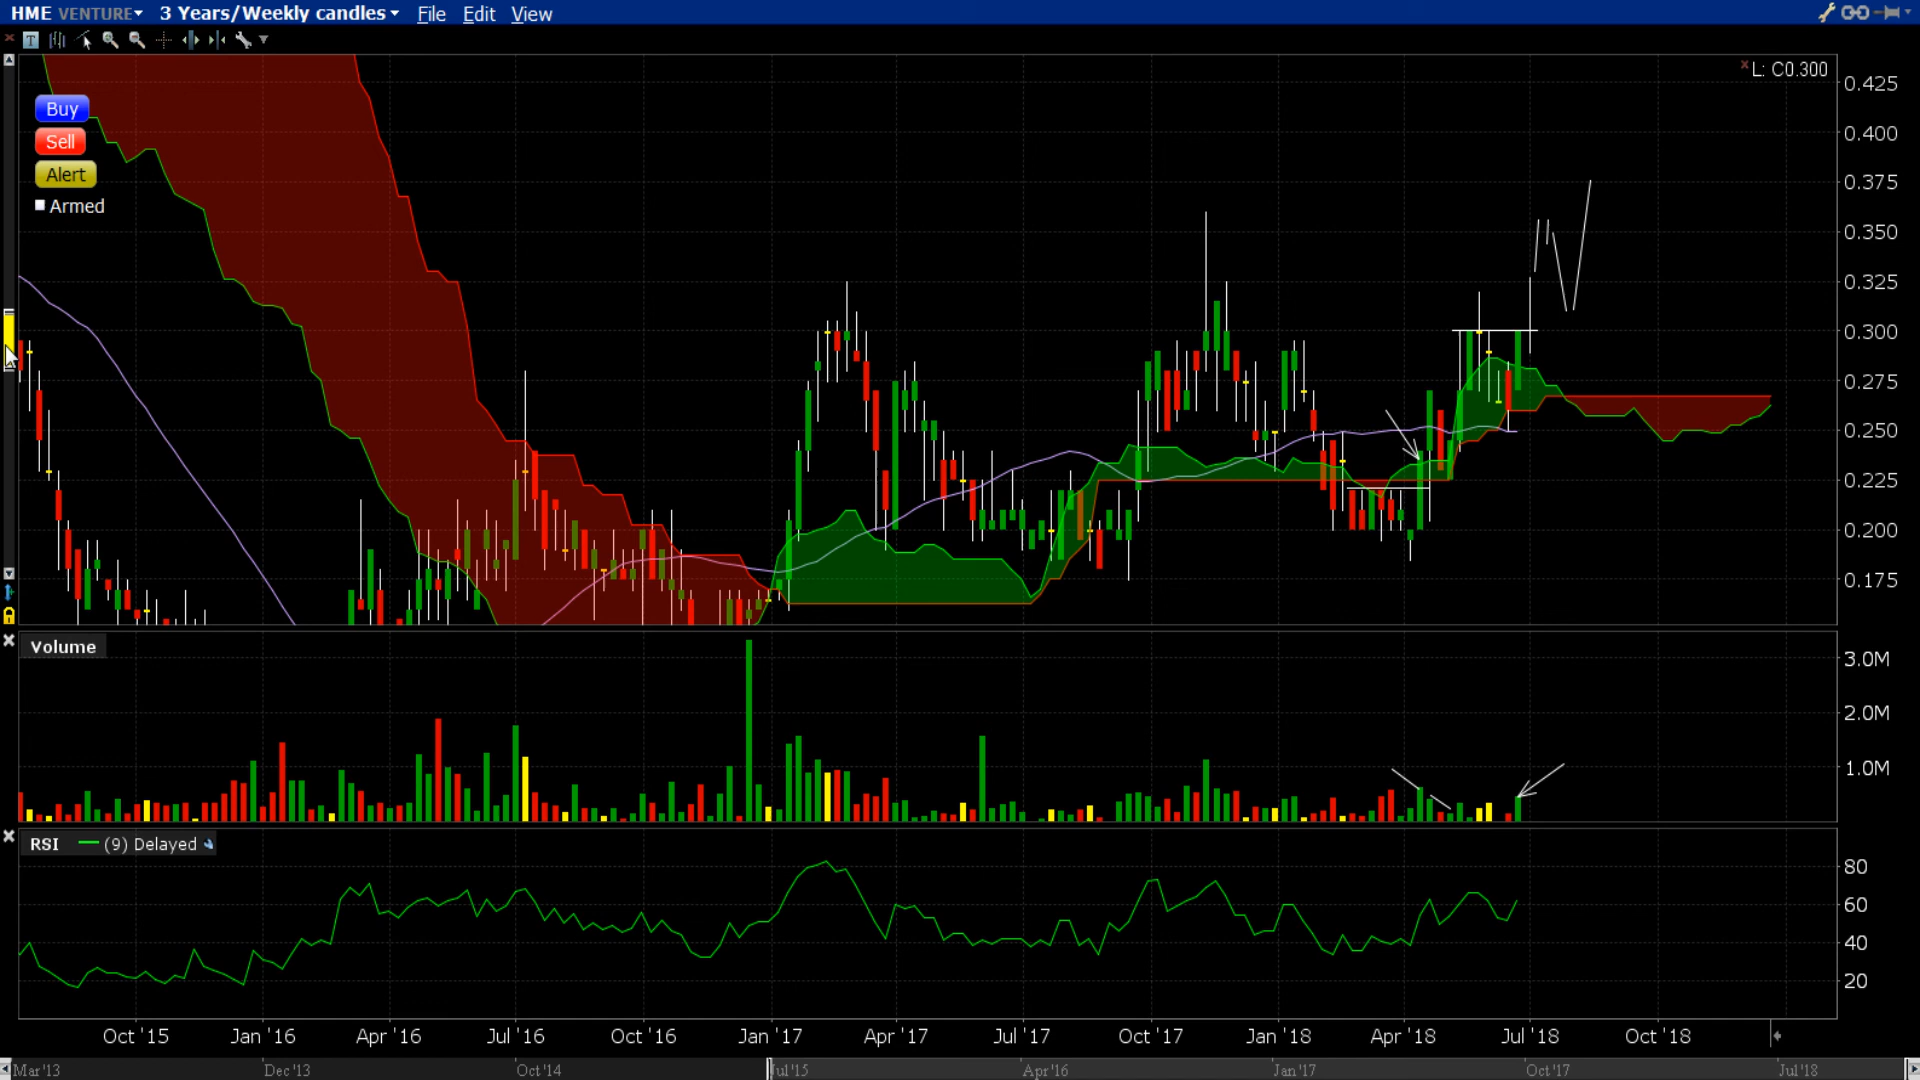 HME VENTURE 3 Years/Weekly candles File Edit View
T
L: C0.300
Buy
Sell
Alert
Armed
0.425
0.400
0.375
0.350
0.325
0.300
0.275
0.250
0.225
0.200
0.175
Volume
3.0M
2.0M
1.0M
RSI (9) Delayed
80
60
40
20
Oct '15 Jan '16 Apr '16 Jul '16 Oct '16 Jan '17 Apr '17 Jul '17 Oct '17 Jan '18 Apr '18 Jul '18 Oct '18
Mar'13 Dec'13 Oct'14 Jul'15 Apr'16 Jan'17 Oct'17 Jul'18